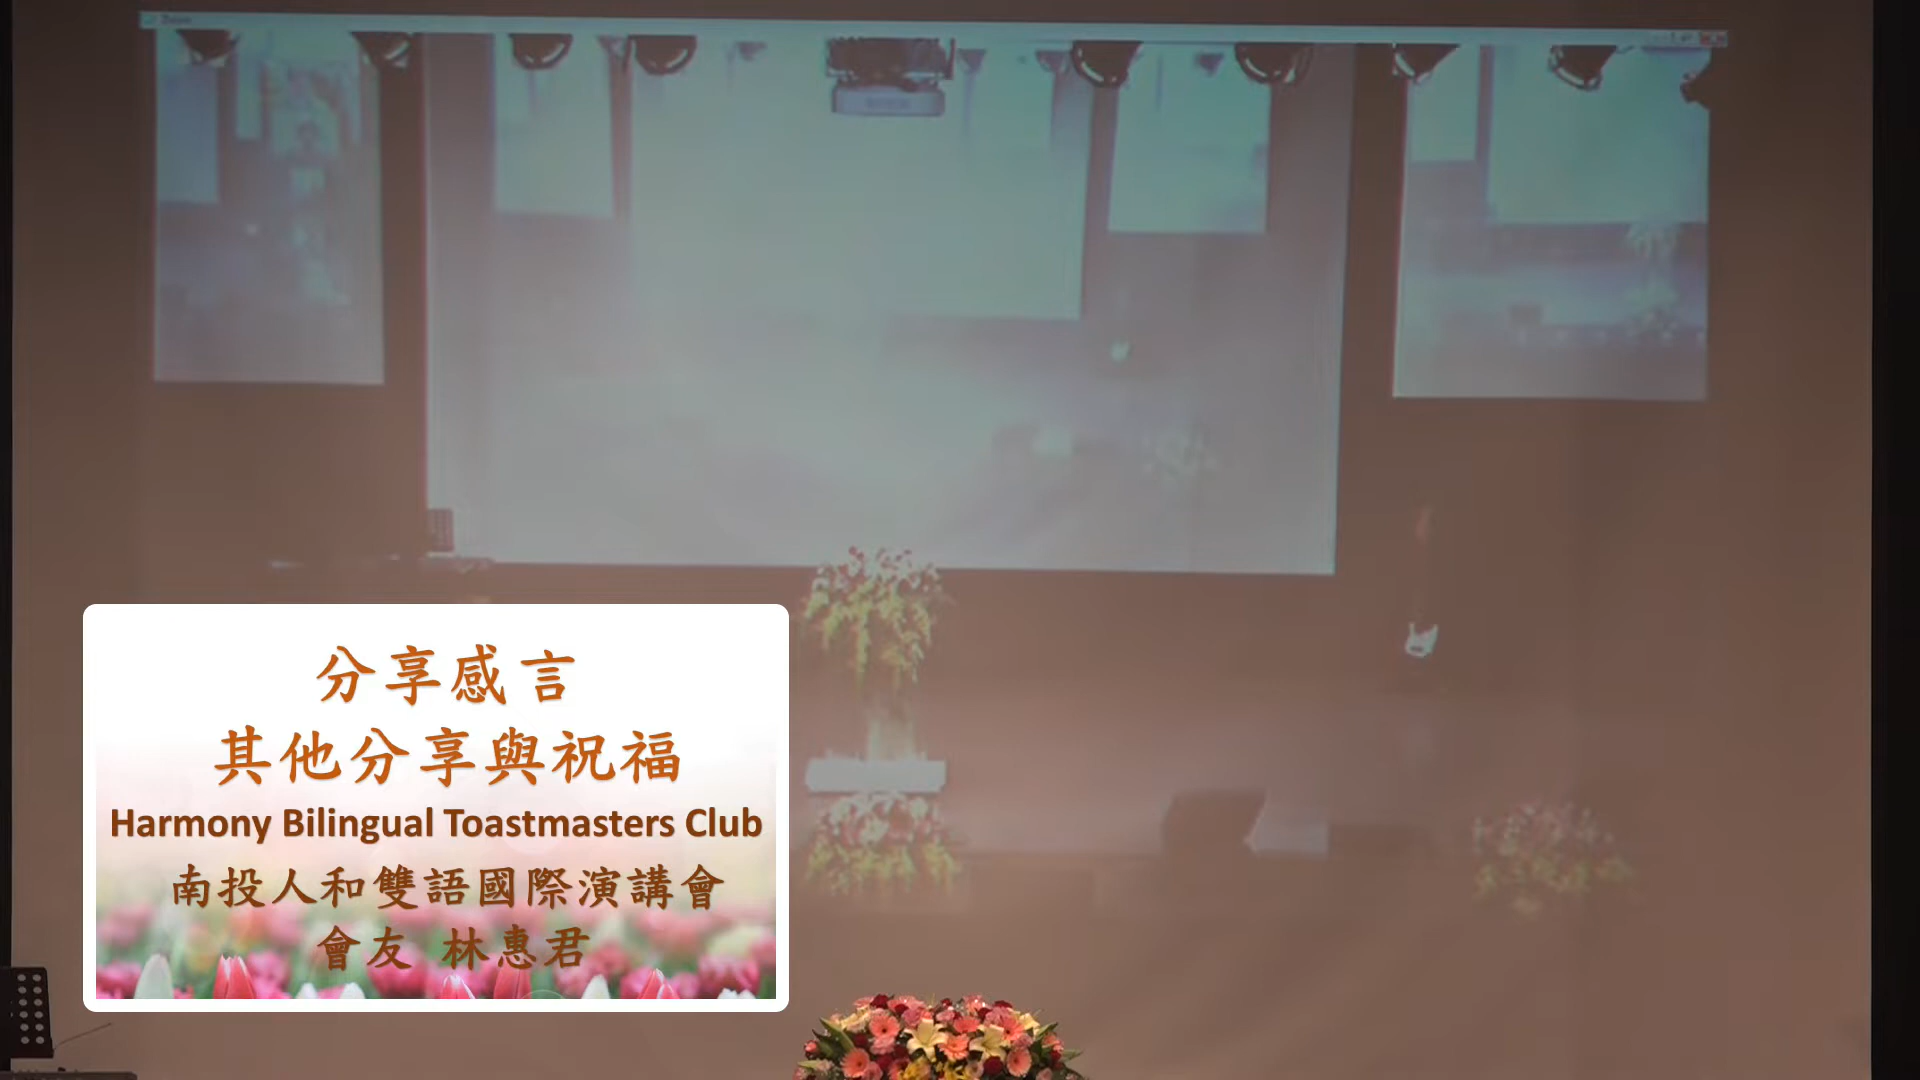 分享感言
其他分享與祝福
Harmony Bilingual Toastmasters Club
南投人和雙語國際演講會
會友 林惠君